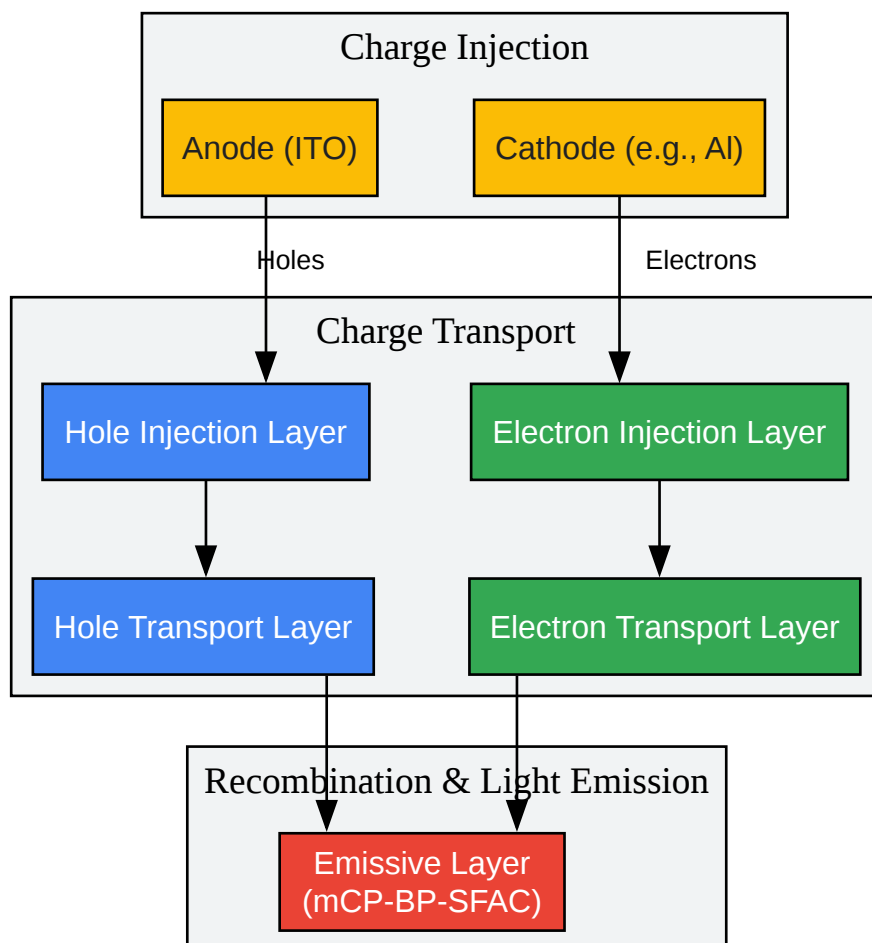 Charge Injection
Anode (ITO)
Cathode (e.g., Al)
Holes
Electrons
Charge Transport
Hole Injection Layer
Electron Injection Layer
Hole Transport Layer
Electron Transport Layer
Recombination & Light Emission
Emissive Layer
(mCP-BP-SFAC)